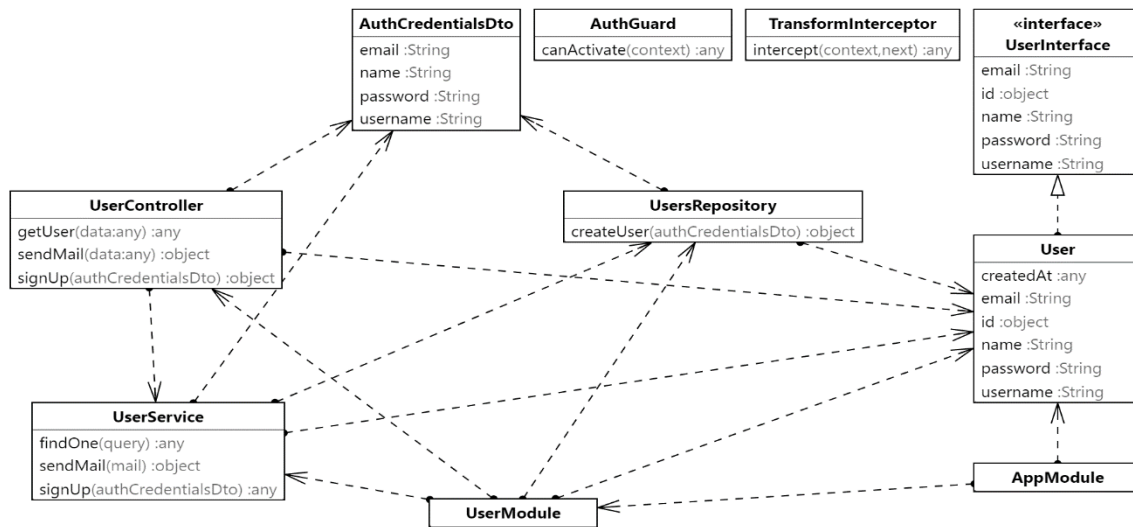 AuthCredentialsDto
email :String
name :String
password :String
username :String
AuthGuard
canActivate(context) :any
TransformInterceptor
intercept(context,next) :any
«interface»
UserInterface
email :String
id :object
name :String
password :String
username :String
UserController
getUser(data:any) :any
sendMail(data:any) :object
signUp(authCredentialsDto) :object
UsersRepository
createUser(authCredentialsDto) :object
User
createdAt :any
email :String
id :object
name :String
password :String
username :String
UserService
findOne(query) :any
sendMail(mail) :object
signUp(authCredentialsDto) :any
UserModule
AppModule